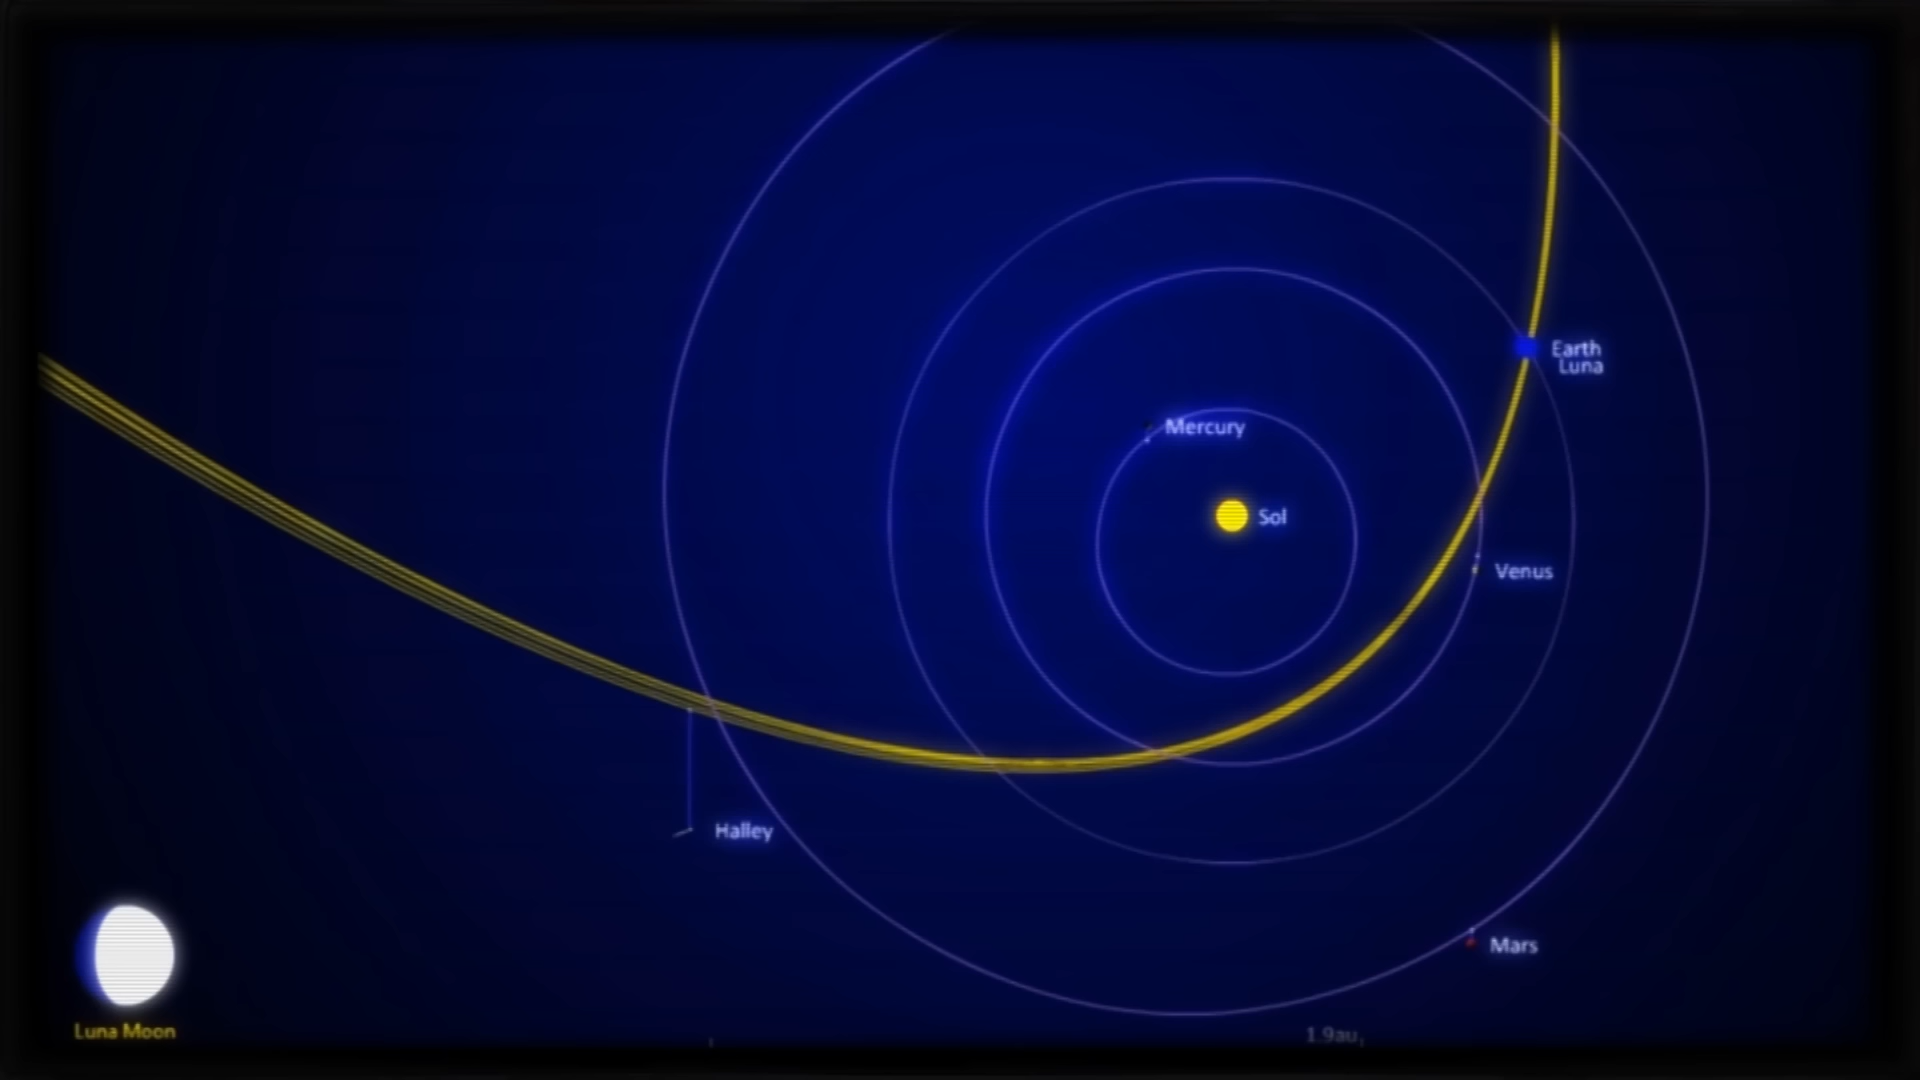 Earth
Luna
Mercury
Sol
Venus
Halley
Mars
Luna Moon
1.9au